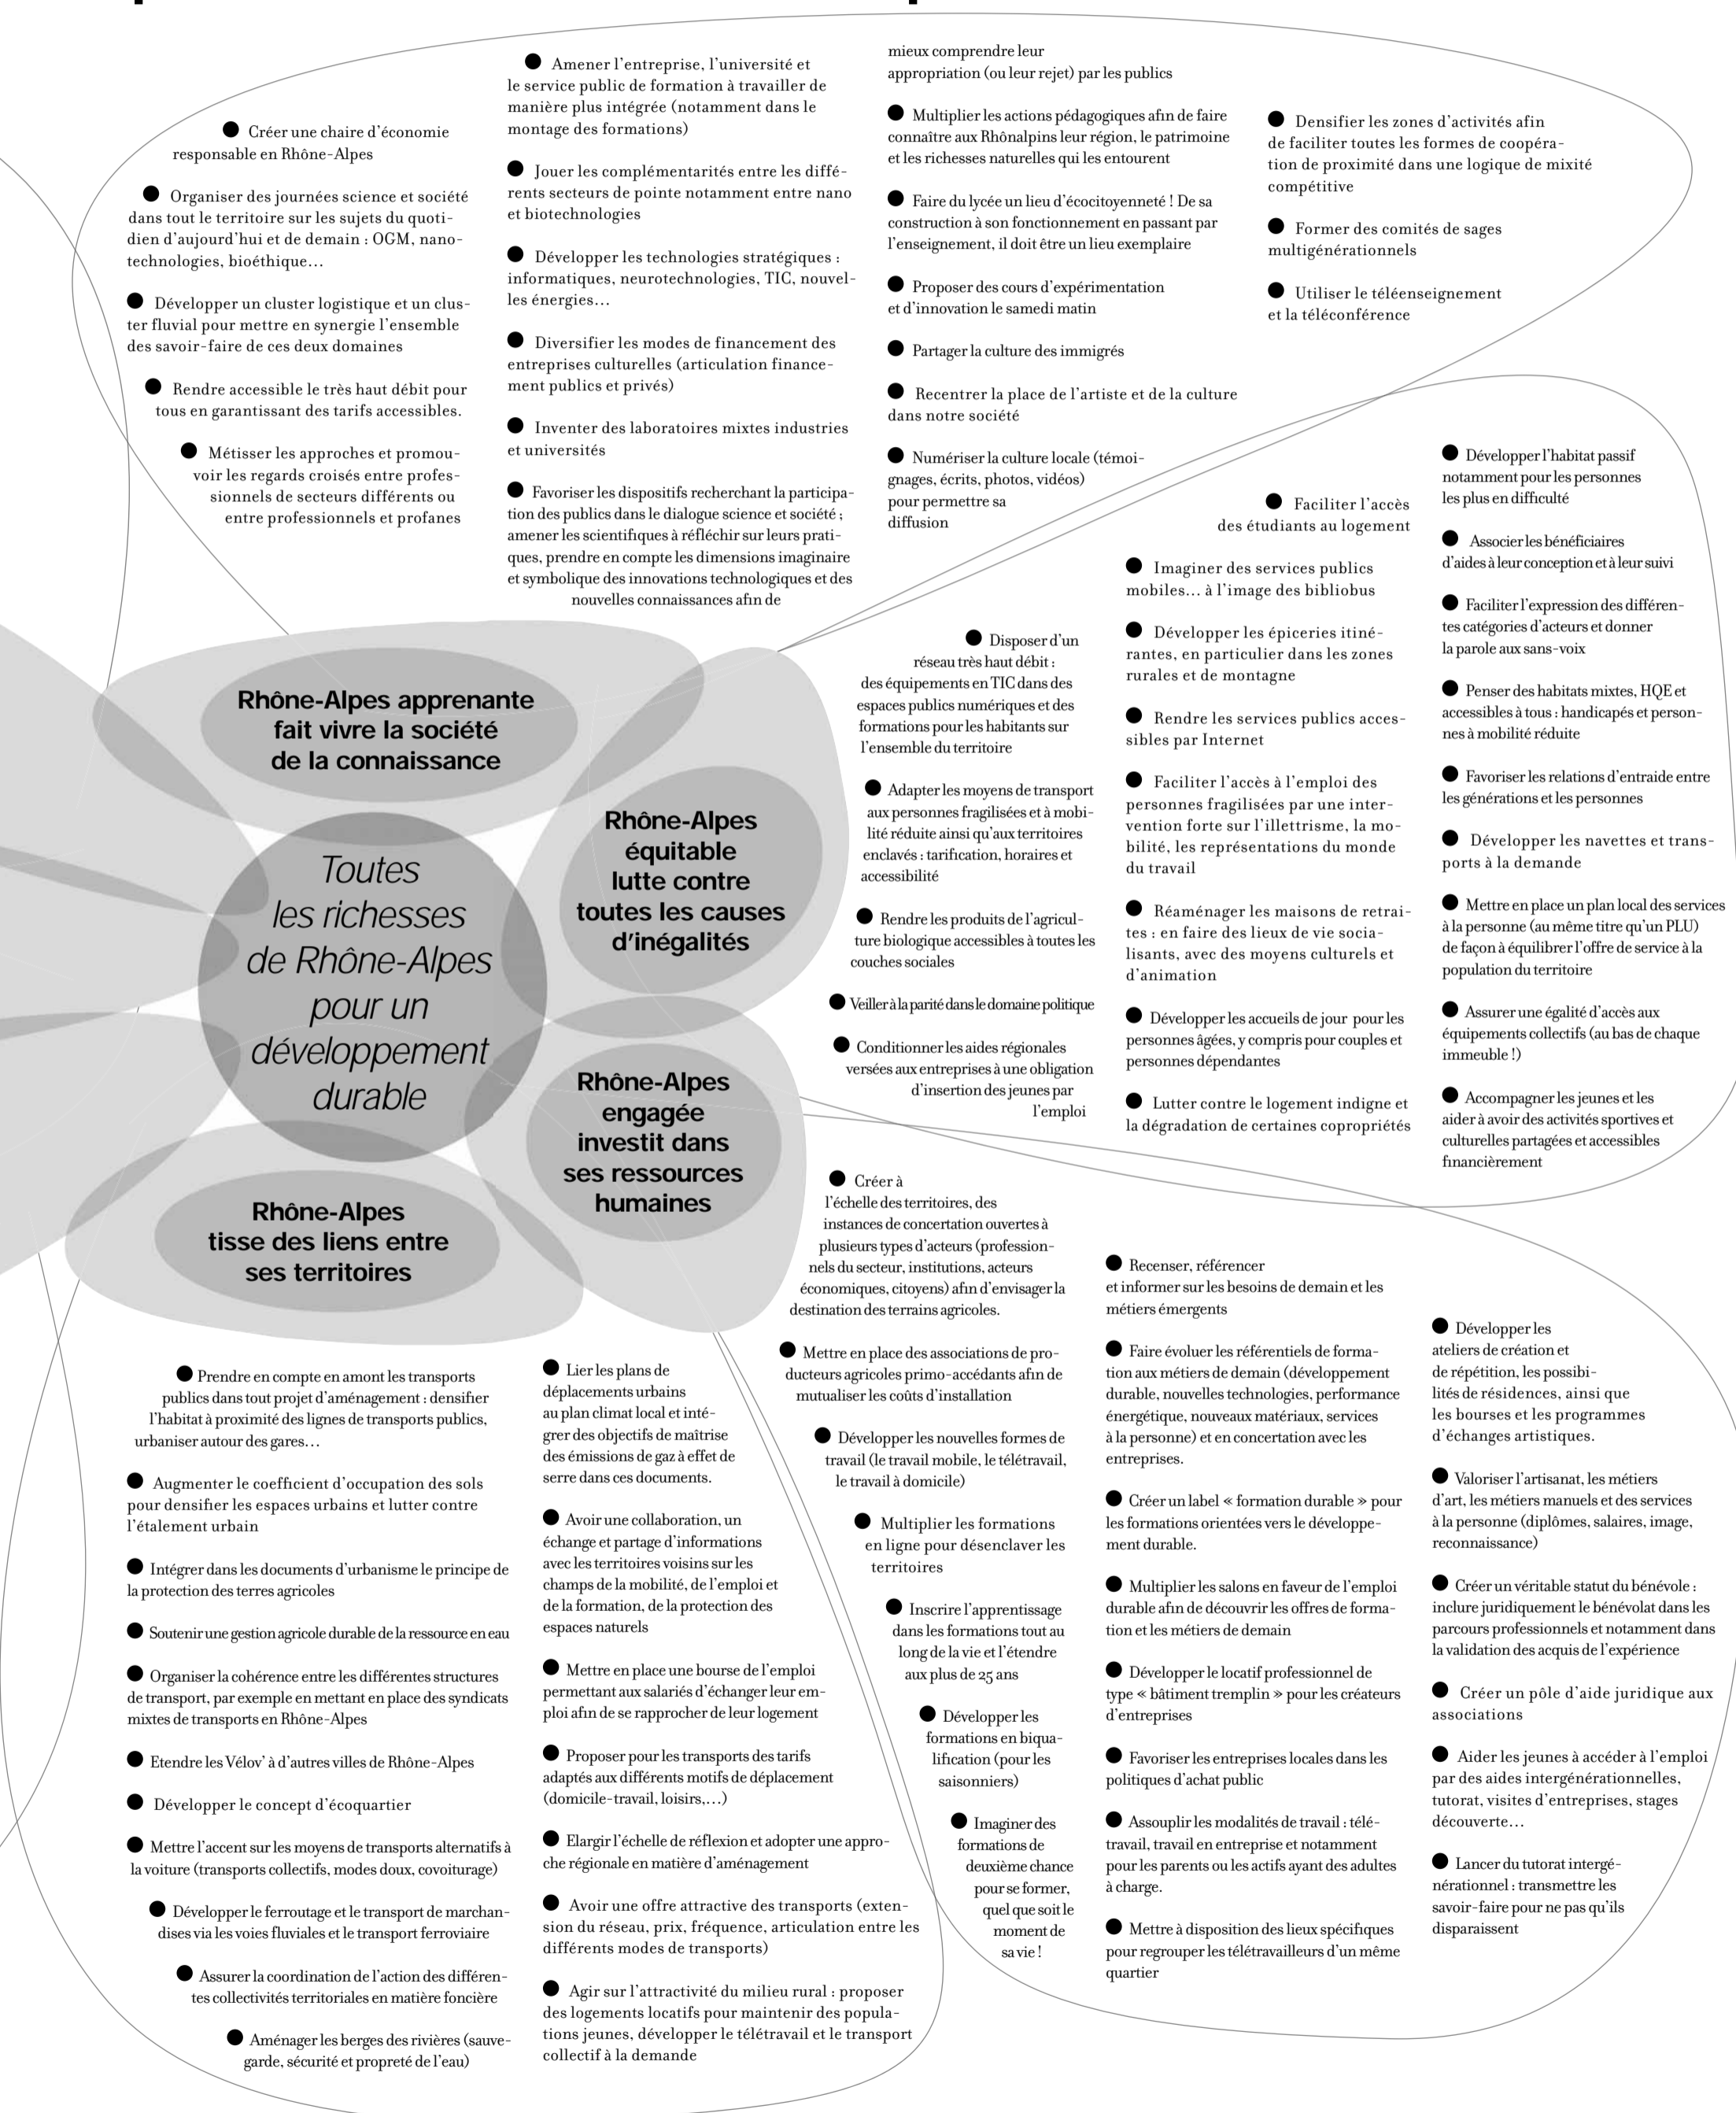 ● Créer une chaire d'économie
responsable en Rhône-Alpes
● Organiser des journées science et société
dans tout le territoire sur les sujets du quoti-
dien d'aujourd'hui et de demain : OGM, nano-
technologies, bioéthique…
● Développer un cluster logistique et un clus-
ter fluvial pour mettre en synergie l'ensemble
des savoir-faire de ces deux domaines
● Rendre accessible le très haut débit pour
tous en garantissant des tarifs accessibles.
● Métisser les approches et promou-
voir les regards croisés entre profes-
sionnels de secteurs différents ou
entre professionnels et profanes
● Amener l'entreprise, l'université et
le service public de formation à travailler de
manière plus intégrée (notamment dans le
montage des formations)
● Jouer les complémentarités entre les diffé-
rents secteurs de pointe notamment entre nano
et biotechnologies
● Développer les technologies stratégiques :
informatiques, neurotechnologies, TIC, nouvel-
les énergies…
● Diversifier les modes de financement des
entreprises culturelles (articulation finance-
ment publics et privés)
● Inventer des laboratoires mixtes industries
et universités
● Favoriser les dispositifs recherchant la participa-
tion des publics dans le dialogue science et société ;
amener les scientifiques à réfléchir sur leurs prati-
ques, prendre en compte les dimensions imaginaire
et symbolique des innovations technologiques et des
nouvelles connaissances afin de
mieux comprendre leur
appropriation (ou leur rejet) par les publics
● Multiplier les actions pédagogiques afin de faire
connaître aux Rhônalpins leur région, le patrimoine
et les richesses naturelles qui les entourent
● Faire du lycée un lieu d'écocitoyenneté ! De sa
construction à son fonctionnement en passant par
l'enseignement, il doit être un lieu exemplaire
● Proposer des cours d'expérimentation
et d'innovation le samedi matin
● Partager la culture des immigrés
● Recentrer la place de l'artiste et de la culture
dans notre société
● Numériser la culture locale (témoi-
gnages, écrits, photos, vidéos)
pour permettre sa
diffusion
● Densifier les zones d'activités afin
de faciliter toutes les formes de coopéra-
tion de proximité dans une logique de mixité
compétitive
● Former des comités de sages
multigénérationnels
● Utiliser le téléenseignement
et la téléconférence
Rhône-Alpes apprenante
fait vivre la société
de la connaissance
Rhône-Alpes
équitable
lutte contre
toutes les causes
d'inégalités
Toutes
les richesses
de Rhône-Alpes
pour un
développement
durable
Rhône-Alpes
engagée
investit dans
ses ressources
humaines
Rhône-Alpes
tisse des liens entre
ses territoires
● Disposer d'un
réseau très haut débit :
des équipements en TIC dans des
espaces publics numériques et des
formations pour les habitants sur
l'ensemble du territoire
● Adapter les moyens de transport
aux personnes fragilisées et à mobi-
lité réduite ainsi qu'aux territoires
enclavés : tarification, horaires et
accessibilité
● Rendre les produits de l'agricul-
ture biologique accessibles à toutes les
couches sociales
● Veiller à la parité dans le domaine politique
● Conditionner les aides régionales
versées aux entreprises à une obligation
d'insertion des jeunes par
l'emploi
● Faciliter l'accès
des étudiants au logement
● Imaginer des services publics
mobiles… à l'image des bibliobus
● Développer les épiceries itiné-
rantes, en particulier dans les zones
rurales et de montagne
● Rendre les services publics acces-
sibles par Internet
● Faciliter l'accès à l'emploi des
personnes fragilisées par une inter-
vention forte sur l'illettrisme, la mo-
bilité, les représentations du monde
du travail
● Réaménager les maisons de retrai-
tes : en faire des lieux de vie socia-
lisants, avec des moyens culturels et
d'animation
● Développer les accueils de jour pour les
personnes âgées, y compris pour couples et
personnes dépendantes
● Lutter contre le logement indigne et
la dégradation de certaines copropriétés
● Développer l'habitat passif
notamment pour les personnes
les plus en difficulté
● Associer les bénéficiaires
d'aides à leur conception et à leur suivi
● Faciliter l'expression des différen-
tes catégories d'acteurs et donner
la parole aux sans-voix
● Penser des habitats mixtes, HQE et
accessibles à tous : handicapés et person-
nes à mobilité réduite
● Favoriser les relations d'entraide entre
les générations et les personnes
● Développer les navettes et trans-
ports à la demande
● Mettre en place un plan local des services
à la personne (au même titre qu'un PLU)
de façon à équilibrer l'offre de service à la
population du territoire
● Assurer une égalité d'accès aux
équipements collectifs (au bas de chaque
immeuble !)
● Accompagner les jeunes et les
aider à avoir des activités sportives et
culturelles partagées et accessibles
financièrement
● Prendre en compte en amont les transports
publics dans tout projet d'aménagement : densifier
l'habitat à proximité des lignes de transports publics,
urbaniser autour des gares…
● Augmenter le coefficient d'occupation des sols
pour densifier les espaces urbains et lutter contre
l'étalement urbain
● Intégrer dans les documents d'urbanisme le principe de
la protection des terres agricoles
● Soutenir une gestion agricole durable de la ressource en eau
● Organiser la cohérence entre les différentes structures
de transport, par exemple en mettant en place des syndicats
mixtes de transports en Rhône-Alpes
● Etendre les Vélov' à d'autres villes de Rhône-Alpes
● Développer le concept d'écoquartier
● Mettre l'accent sur les moyens de transports alternatifs à
la voiture (transports collectifs, modes doux, covoiturage)
● Développer le ferroutage et le transport de marchan-
dises via les voies fluviales et le transport ferroviaire
● Assurer la coordination de l'action des différen-
tes collectivités territoriales en matière foncière
● Aménager les berges des rivières (sauve-
garde, sécurité et propreté de l'eau)
● Lier les plans de
déplacements urbains
au plan climat local et inté-
grer des objectifs de maîtrise
des émissions de gaz à effet de
serre dans ces documents.
● Avoir une collaboration, un
échange et partage d'informations
avec les territoires voisins sur les
champs de la mobilité, de l'emploi et
de la formation, de la protection des
espaces naturels
● Mettre en place une bourse de l'emploi
permettant aux salariés d'échanger leur em-
ploi afin de se rapprocher de leur logement
● Proposer pour les transports des tarifs
adaptés aux différents motifs de déplacement
(domicile-travail, loisirs,…)
● Elargir l'échelle de réflexion et adopter une appro-
che régionale en matière d'aménagement
● Avoir une offre attractive des transports (exten-
sion du réseau, prix, fréquence, articulation entre les
différents modes de transports)
● Agir sur l'attractivité du milieu rural : proposer
des logements locatifs pour maintenir des popula-
tions jeunes, développer le télétravail et le transport
collectif à la demande
● Créer à
l'échelle des territoires, des
instances de concertation ouvertes à
plusieurs types d'acteurs (profession-
nels du secteur, institutions, acteurs
économiques, citoyens) afin d'envisager la
destination des terrains agricoles.
● Mettre en place des associations de pro-
ducteurs agricoles primo-accédants afin de
mutualiser les coûts d'installation
● Développer les nouvelles formes de
travail (le travail mobile, le télétravail,
le travail à domicile)
● Multiplier les formations
en ligne pour désenclaver les
territoires
● Inscrire l'apprentissage
dans les formations tout au
long de la vie et l'étendre
aux plus de 25 ans
● Développer les
formations en biqua-
lification (pour les
saisonniers)
● Imaginer des
formations de
deuxième chance
pour se former,
quel que soit le
moment de
sa vie !
● Recenser, référencer
et informer sur les besoins de demain et les
métiers émergents
● Faire évoluer les référentiels de forma-
tion aux métiers de demain (développement
durable, nouvelles technologies, performance
énergétique, nouveaux matériaux, services
à la personne) et en concertation avec les
entreprises.
● Créer un label « formation durable » pour
les formations orientées vers le développe-
ment durable.
● Multiplier les salons en faveur de l'emploi
durable afin de découvrir les offres de forma-
tion et les métiers de demain
● Développer le locatif professionnel de
type « bâtiment tremplin » pour les créateurs
d'entreprises
● Favoriser les entreprises locales dans les
politiques d'achat public
● Assouplir les modalités de travail : télé-
travail, travail en entreprise et notamment
pour les parents ou les actifs ayant des adultes
à charge.
● Mettre à disposition des lieux spécifiques
pour regrouper les télétravailleurs d'un même
quartier
● Développer les
ateliers de création et
de répétition, les possibi-
lités de résidences, ainsi que
les bourses et les programmes
d'échanges artistiques.
● Valoriser l'artisanat, les métiers
d'art, les métiers manuels et des services
à la personne (diplômes, salaires, image,
reconnaissance)
● Créer un véritable statut du bénévole :
inclure juridiquement le bénévolat dans les
parcours professionnels et notamment dans
la validation des acquis de l'expérience
● Créer un pôle d'aide juridique aux
associations
● Aider les jeunes à accéder à l'emploi
par des aides intergénérationnelles,
tutorat, visites d'entreprises, stages
découverte…
● Lancer du tutorat intergé-
nérationnel : transmettre les
savoir-faire pour ne pas qu'ils
disparaissent